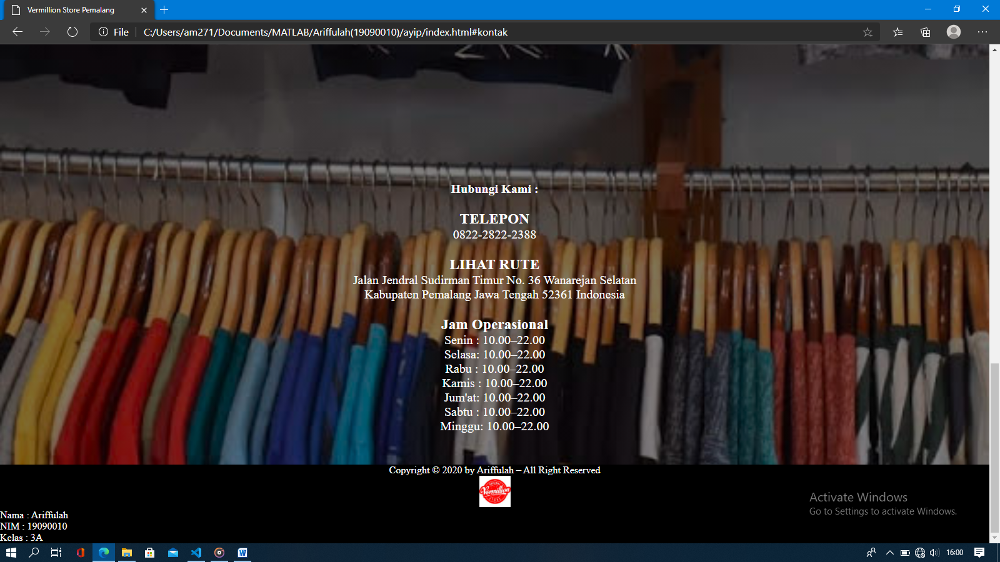 Vermillion Store Pemalang
File
C:/Users/am271/Documents/MATLAB/Ariffulah(19090010)/ayip/index.html#kontak
Hubungi Kami :
TELEPON
0822-2822-2388
LIHAT RUTE
Jalan Jendral Sudirman Timur No. 36 Wanarejan Selatan
Kabupaten Pemalang Jawa Tengah 52361 Indonesia
Jam Operasional
Senin : 10.00–22.00
Selasa: 10.00–22.00
Rabu : 10.00–22.00
Kamis : 10.00–22.00
Jum'at: 10.00–22.00
Sabtu : 10.00–22.00
Minggu: 10.00–22.00
Copyright © 2020 by Ariffulah – All Right Reserved
Vermillion
Activate Windows
Go to Settings to activate Windows.
Nama : Ariffulah
NIM : 19090010
Kelas : 3A
16:00